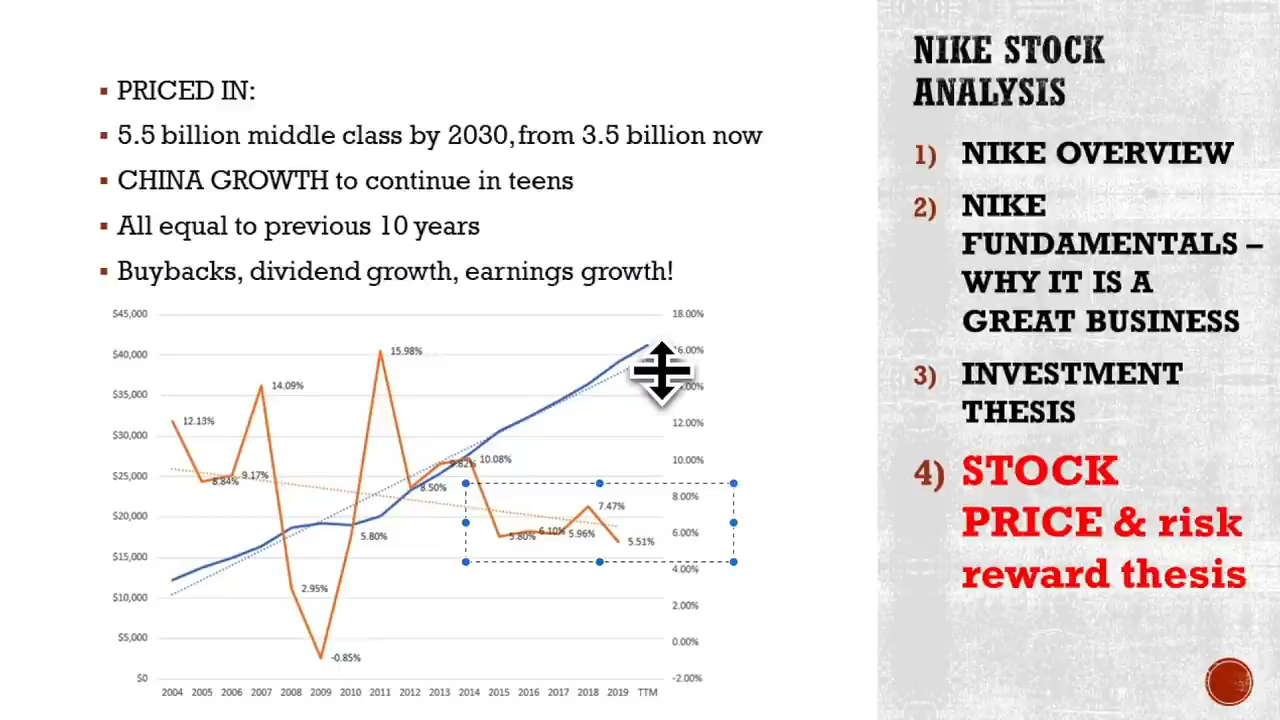 PRICED IN:
5.5 billion middle class by 2030, from 3.5 billion now
CHINA GROWTH to continue in teens
All equal to previous 10 years
Buybacks, dividend growth, earnings growth!
$45,000
$40,000
$35,000
$30,000
$25,000
$20,000
$15,000
$10,000
$5,000
$0
12.13%
8.84%
9.17%
14.09%
2.95%
-0.85%
5.80%
15.98%
8.50%
9.82%
10.08%
5.80%
6.10%
5.96%
7.47%
5.51%
18.00%
12.00%
10.00%
8.00%
6.00%
4.00%
2.00%
0.00%
-2.00%
2004 2005 2006 2007 2008 2009 2010 2011 2012 2013 2014 2015 2016 2017 2018 2019 TTM
NIKE STOCK
ANALYSIS
1) NIKE OVERVIEW
2) NIKE
FUNDAMENTALS –
WHY IT IS A
GREAT BUSINESS
3) INVESTMENT
THESIS
4) STOCK
PRICE & risk
reward thesis